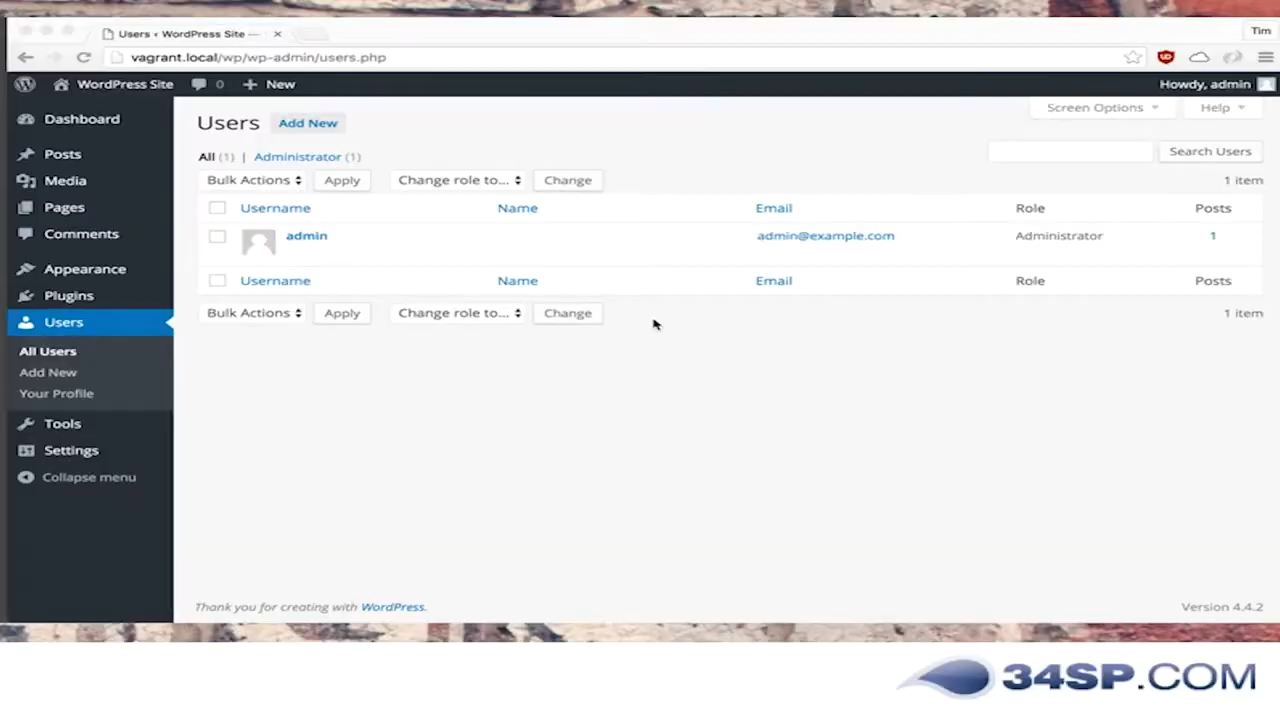 Users ‹ WordPress Site —
Tim
vagrant.local/wp/wp-admin/users.php
WordPress Site 0 New Howdy, admin
Screen Options Help
Dashboard
Posts
Media
Pages
Comments
Appearance
Plugins
Users
All Users
Add New
Your Profile
Tools
Settings
Collapse menu
Users Add New
All (1) | Administrator (1)
Search Users
Bulk Actions Apply Change role to... Change 1 item
Username Name Email Role Posts
admin admin@example.com Administrator 1
Username Name Email Role Posts
Bulk Actions Apply Change role to... Change 1 item
Thank you for creating with WordPress. Version 4.4.2
34SP.COM